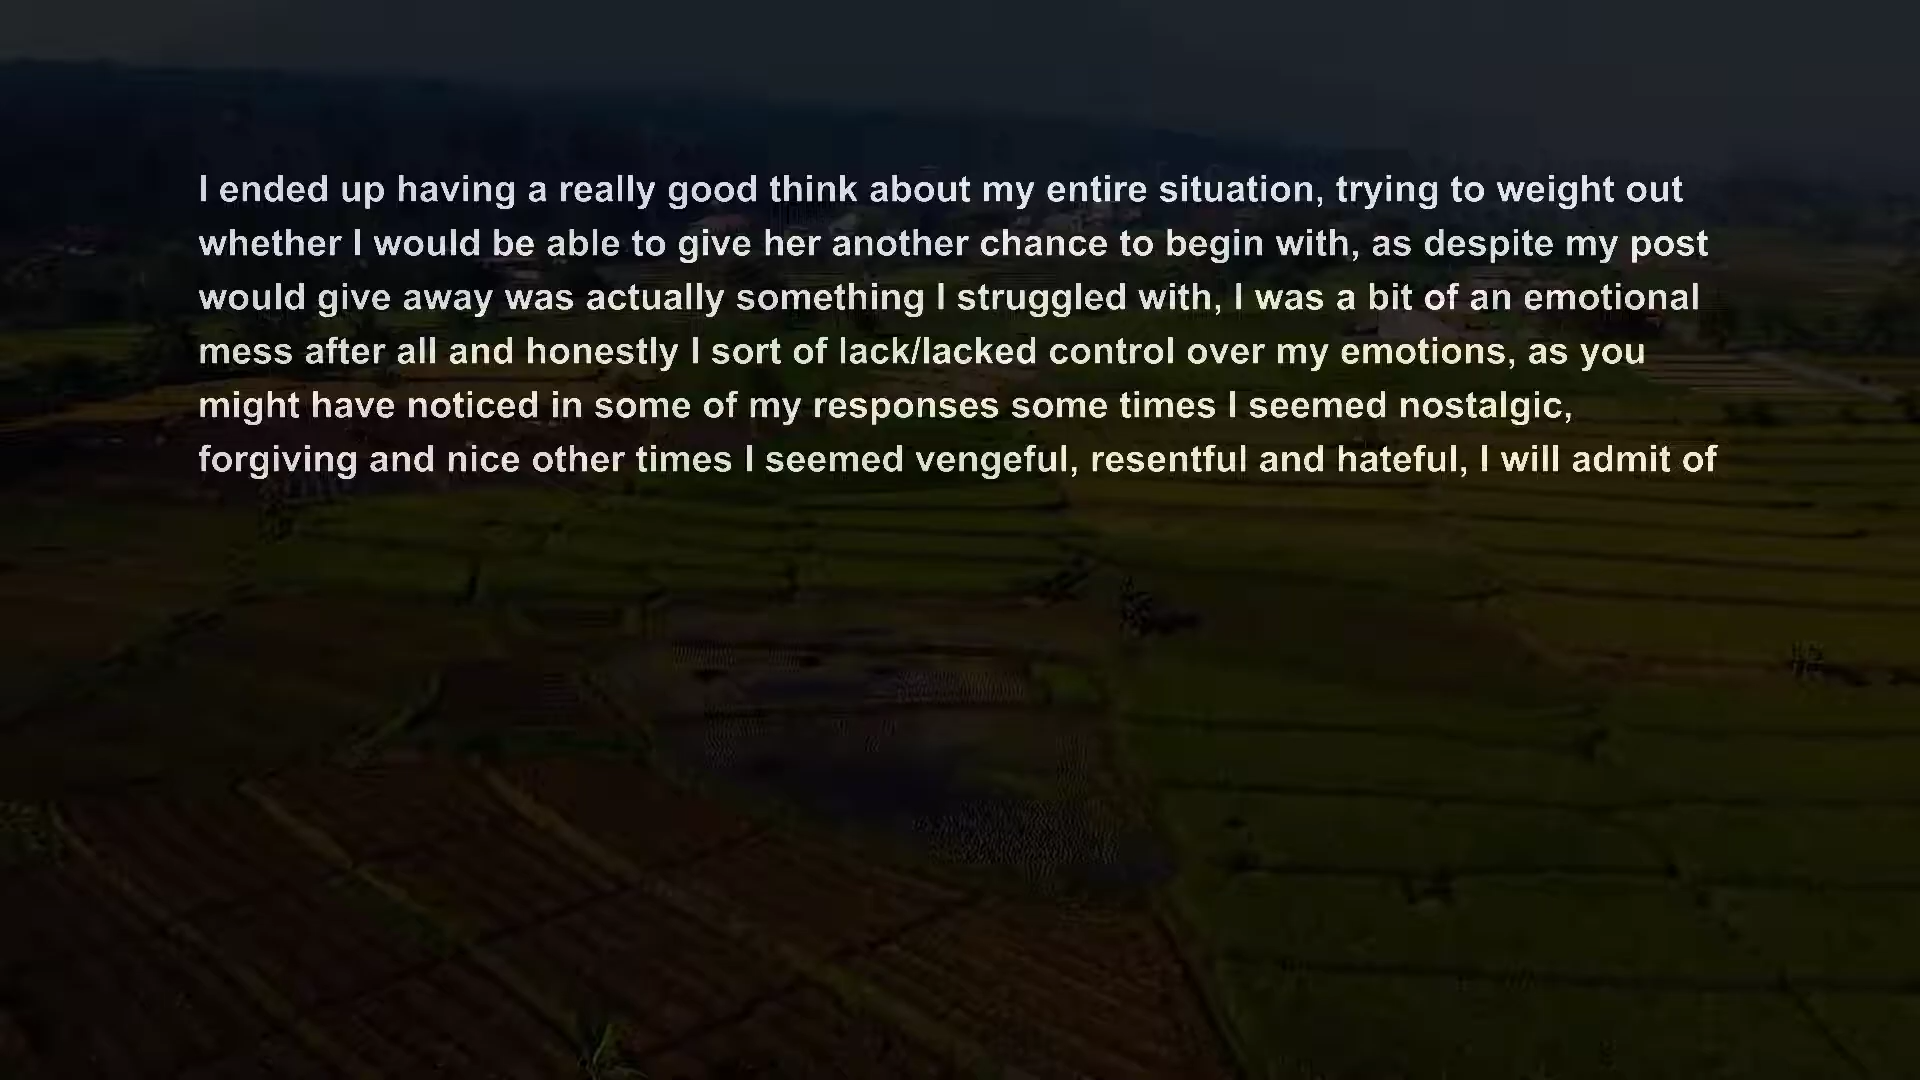 I ended up having a really good think about my entire situation, trying to weight out
whether I would be able to give her another chance to begin with, as despite my post
would give away was actually something I struggled with, I was a bit of an emotional
mess after all and honestly I sort of lack/lacked control over my emotions, as you
might have noticed in some of my responses some times I seemed nostalgic,
forgiving and nice other times I seemed vengeful, resentful and hateful, I will admit of